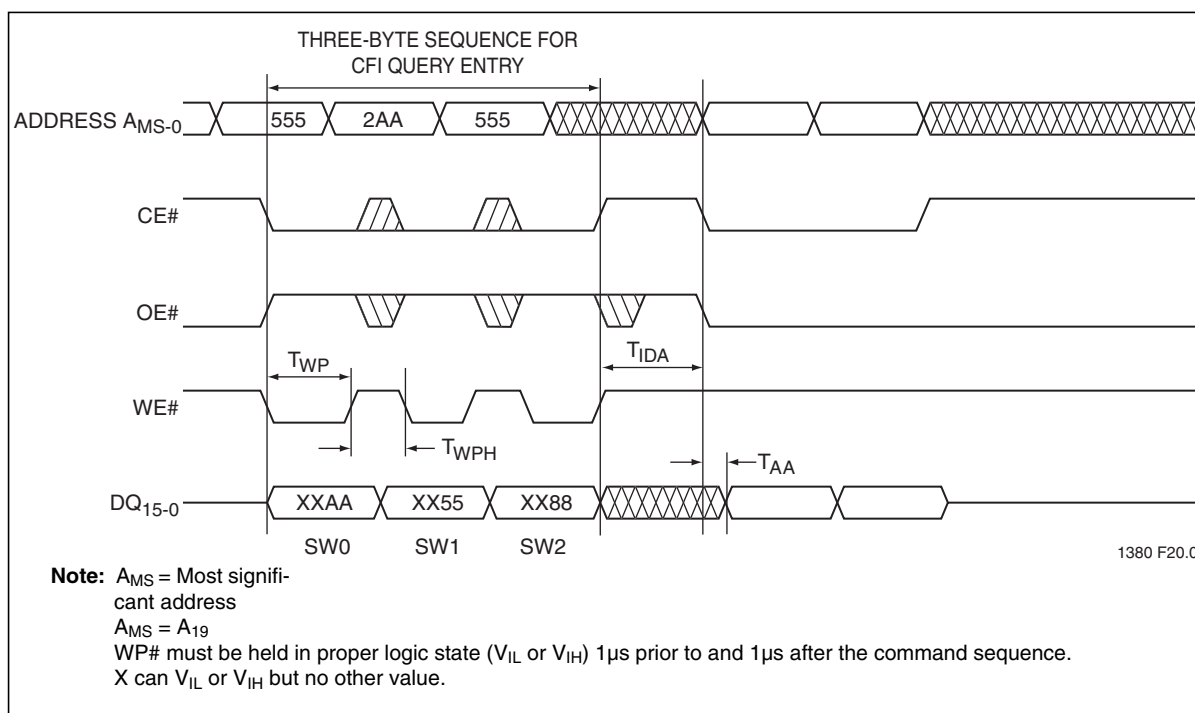 THREE-BYTE SEQUENCE FOR
CFI QUERY ENTRY
ADDRESS AMS-0
555 2AA 555
CE#
OE#
TWP
TIDA
WE#
TWPH
TAA
DQ15-0
XXAA XX55 XX88
SW0 SW1 SW2
1380 F20.0
Note: AMS = Most signifi-
cant address
AMS = A19
WP# must be held in proper logic state (VIL or VIH) 1µs prior to and 1µs after the command sequence.
X can VIL or VIH but no other value.